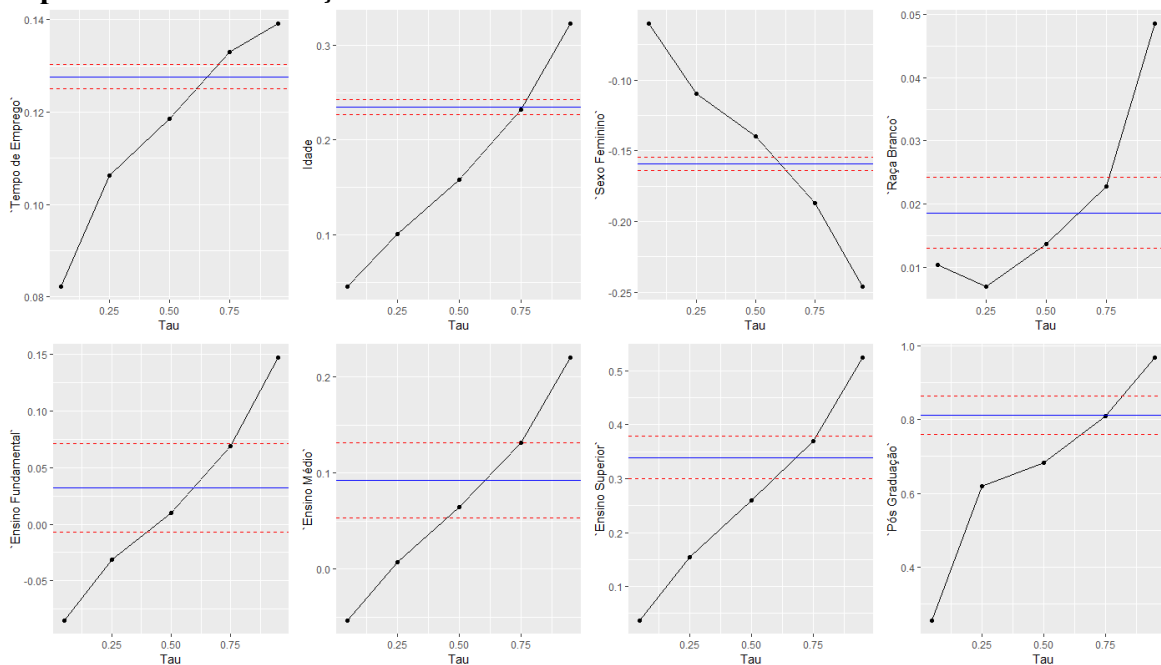 0.14
0.12
0.10
0.08
`Tempo de Emprego`
0.25 0.50 0.75
Tau
0.3
0.2
0.1
Idade
0.25 0.50 0.75
Tau
-0.10
-0.15
-0.20
-0.25
`Sexo Feminino`
0.25 0.50 0.75
Tau
0.05
0.04
0.03
0.02
0.01
`Raça Branco`
0.25 0.50 0.75
Tau
0.15
0.10
0.05
0.00
-0.05
`Ensino Fundamental`
0.25 0.50 0.75
Tau
0.2
0.1
0.0
`Ensino Médio`
0.25 0.50 0.75
Tau
0.5
0.4
0.3
0.2
0.1
`Ensino Superior`
0.25 0.50 0.75
Tau
1.0
0.8
0.6
0.4
`Pós Graduação`
0.25 0.50 0.75
Tau